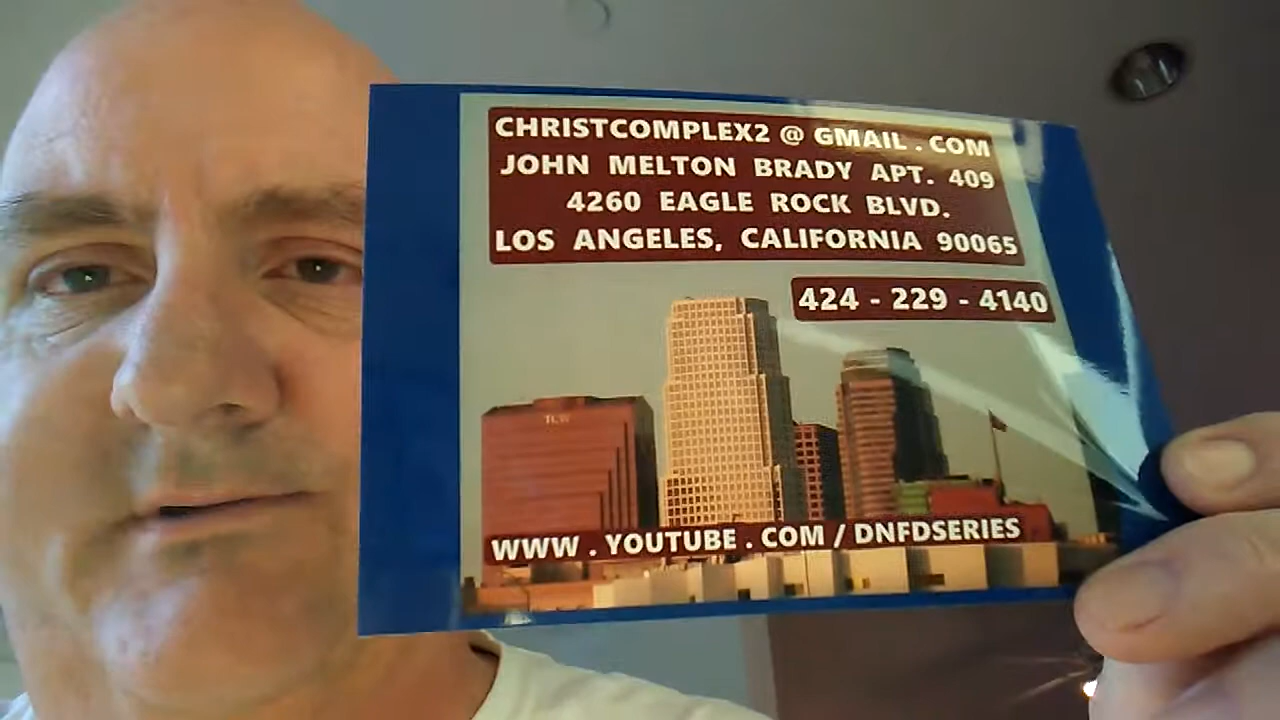 CHRISTCOMPLEX2 @ GMAIL . COM
JOHN MELTON BRADY APT. 409
4260 EAGLE ROCK BLVD.
LOS ANGELES, CALIFORNIA 90065
424 - 229 - 4140
TCW
WWW . YOUTUBE . COM / DNFDSERIES